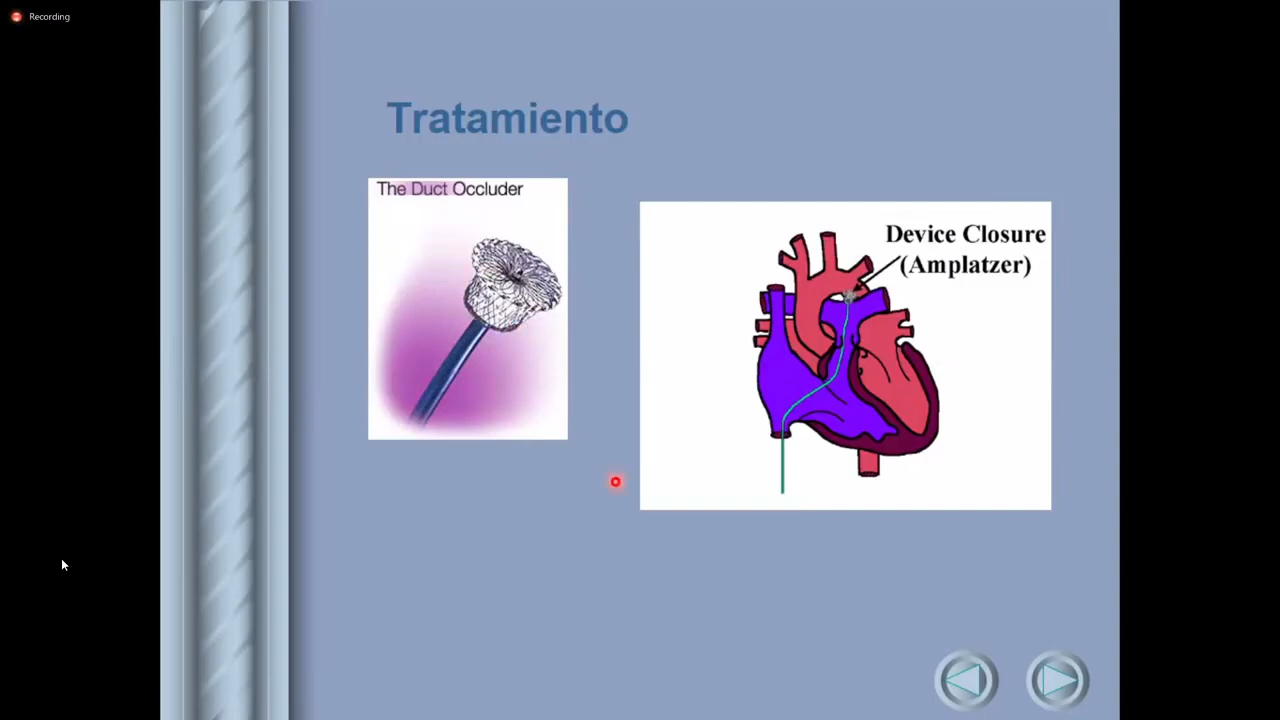 Recording
Tratamiento
The Duct Occluder
Device Closure
(Amplatzer)